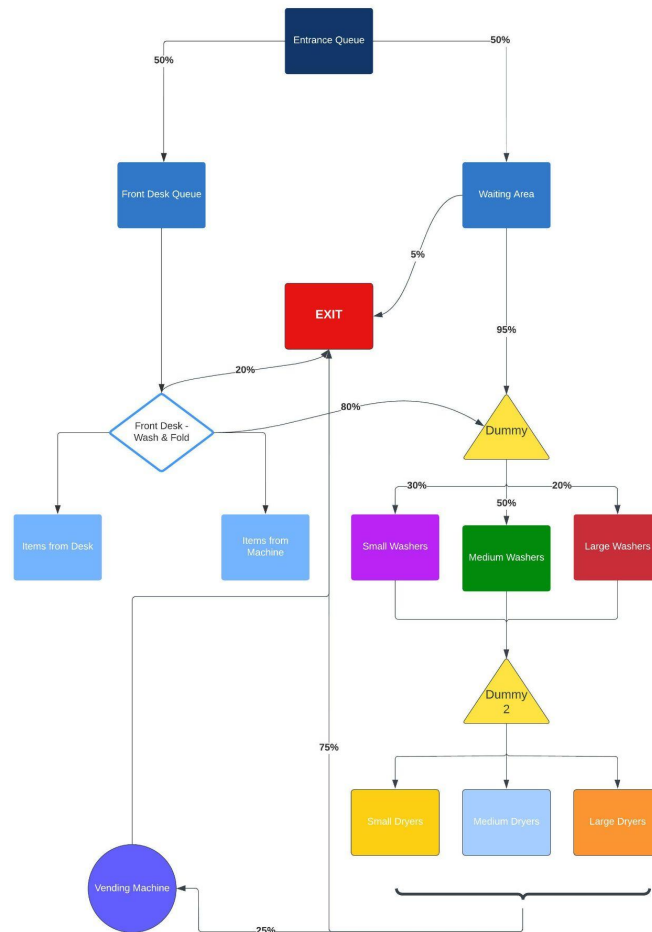 Entrance Queue
50%
50%
Front Desk Queue
Waiting Area
5%
EXIT
95%
20%
80%
Front Desk -
Wash & Fold
Dummy
30%
20%
50%
Items from Desk
Items from
Machine
Small Washers
Medium Washers
Large Washers
Dummy
2
75%
Small Dryers
Medium Dryers
Large Dryers
Vending Machine
25%